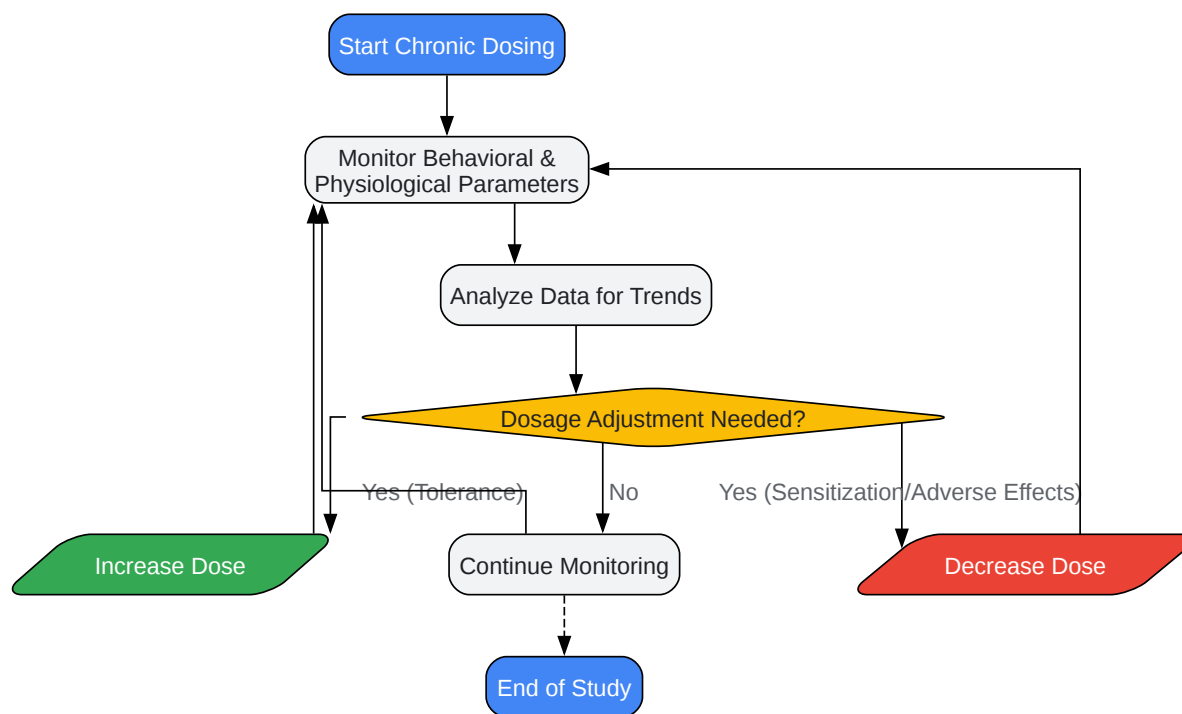 Start Chronic Dosing
Monitor Behavioral &
Physiological Parameters
Analyze Data for Trends
Dosage Adjustment Needed?
Yes (Tolerance)
No
Yes (Sensitization/Adverse Effects)
Increase Dose
Continue Monitoring
Decrease Dose
End of Study